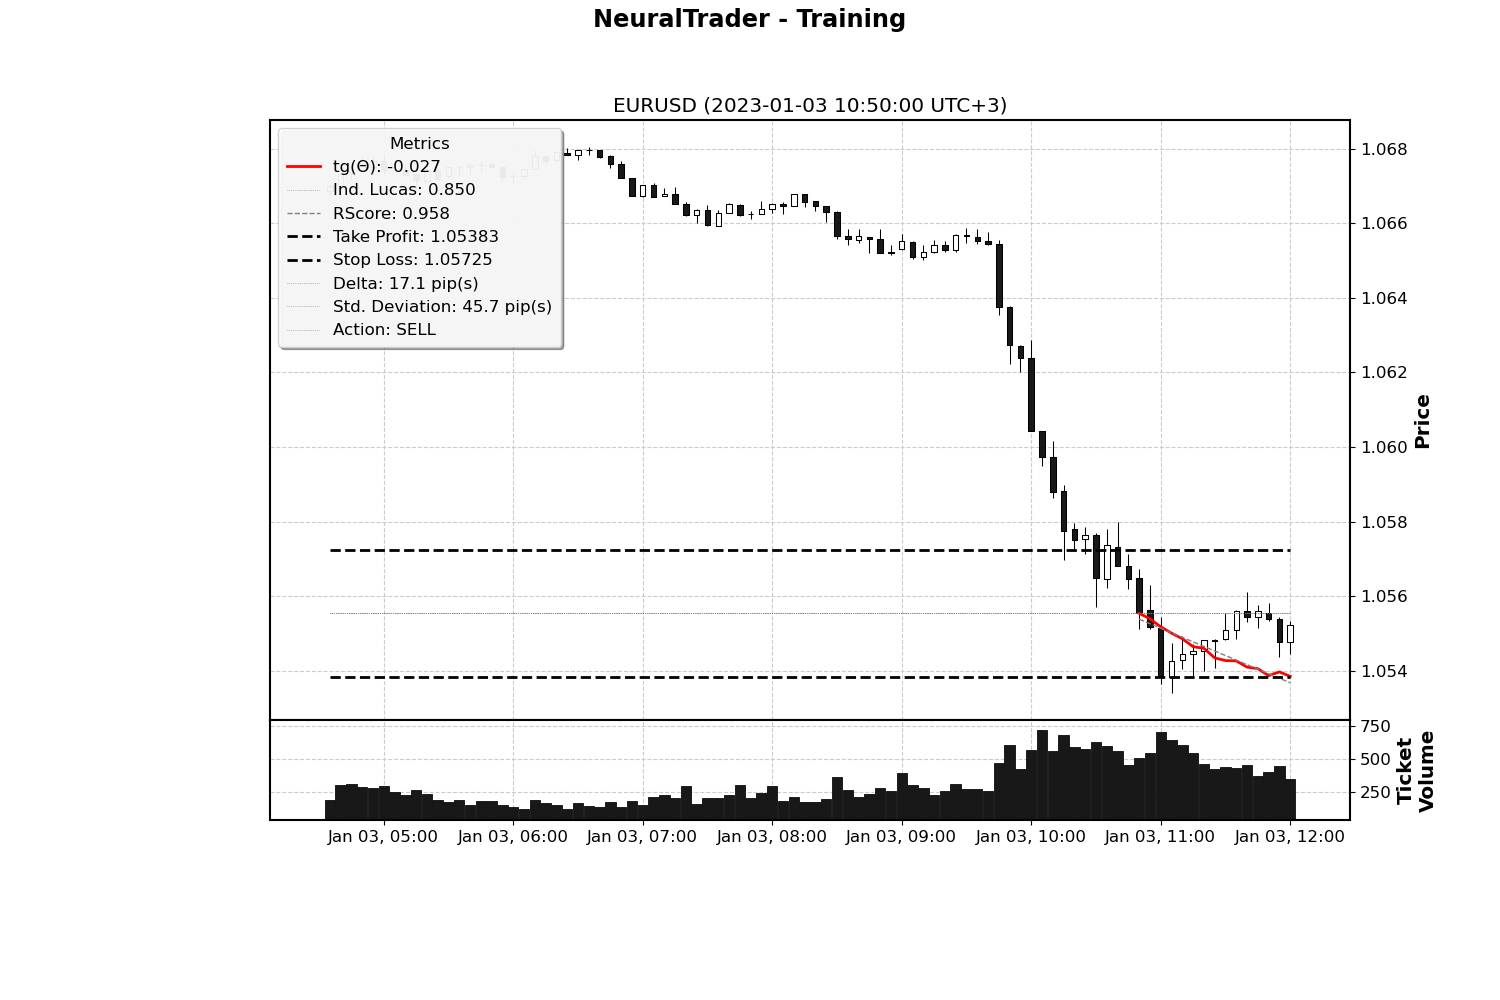 NeuralTrader - Training
EURUSD (2023-01-03 10:50:00 UTC+3)
Metrics
tg(Θ): -0.027
Ind. Lucas: 0.850
RScore: 0.958
Take Profit: 1.05383
Stop Loss: 1.05725
Delta: 17.1 pip(s)
Std. Deviation: 45.7 pip(s)
Action: SELL
1.068
1.066
1.064
1.062
1.060
1.058
1.056
1.054
Price
750
500
250
Ticket
Volume
Jan 03, 05:00
Jan 03, 06:00
Jan 03, 07:00
Jan 03, 08:00
Jan 03, 09:00
Jan 03, 10:00
Jan 03, 11:00
Jan 03, 12:00